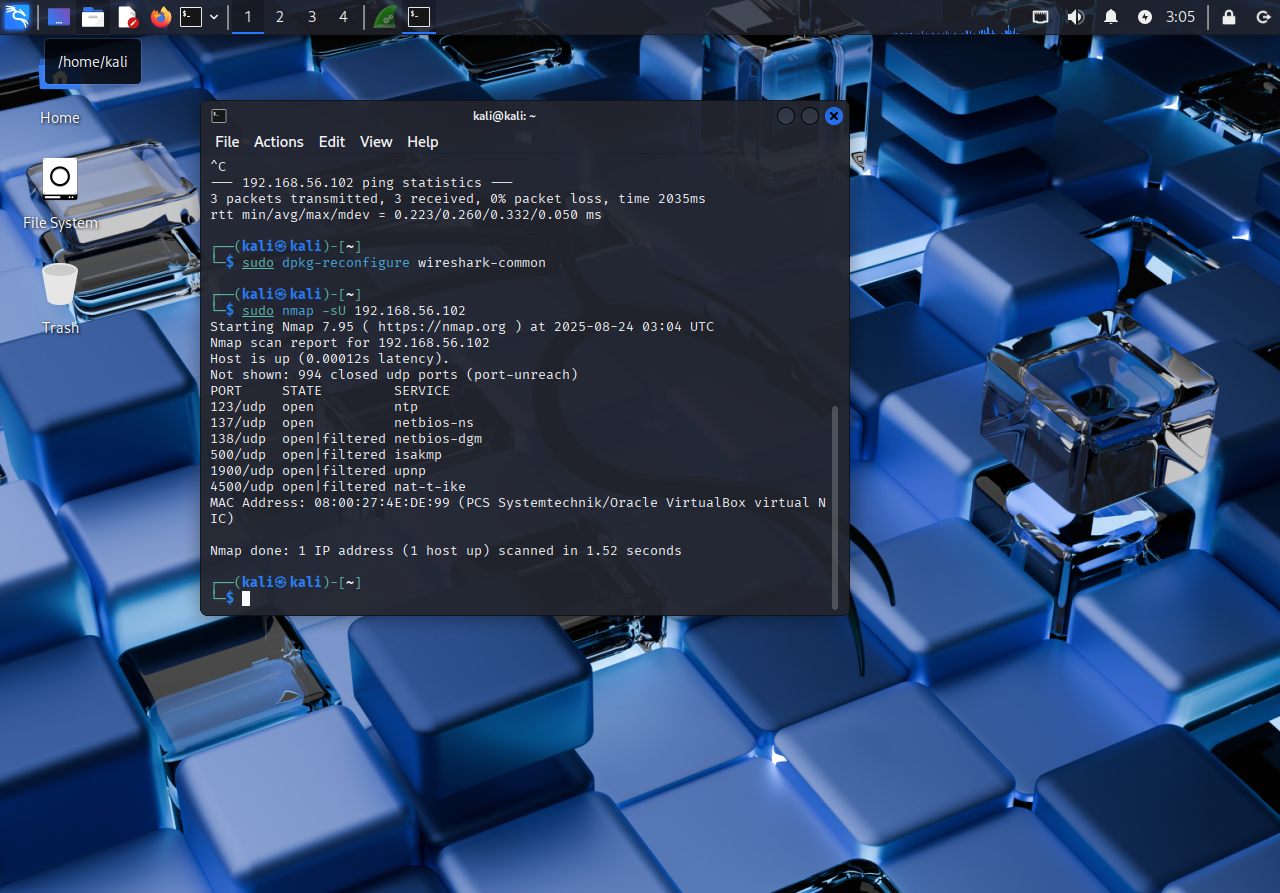 1 2 3 4 3:05
/home/kali
Home
File System
Trash
kali@kali: ~
File Actions Edit View Help
^C
--- 192.168.56.102 ping statistics ---
3 packets transmitted, 3 received, 0% packet loss, time 2035ms
rtt min/avg/max/mdev = 0.223/0.260/0.332/0.050 ms
┌──(kali㉿kali)-[~]
└─$ sudo dpkg-reconfigure wireshark-common
┌──(kali㉿kali)-[~]
└─$ sudo nmap -sU 192.168.56.102
Starting Nmap 7.95 ( https://nmap.org ) at 2025-08-24 03:04 UTC
Nmap scan report for 192.168.56.102
Host is up (0.00012s latency).
Not shown: 994 closed udp ports (port-unreach)
PORT     STATE         SERVICE
123/udp  open          ntp
137/udp  open          netbios-ns
138/udp  open|filtered netbios-dgm
500/udp  open|filtered isakmp
1900/udp open|filtered upnp
4500/udp open|filtered nat-t-ike
MAC Address: 08:00:27:4E:DE:99 (PCS Systemtechnik/Oracle VirtualBox virtual N
IC)
Nmap done: 1 IP address (1 host up) scanned in 1.52 seconds
┌──(kali㉿kali)-[~]
└─$